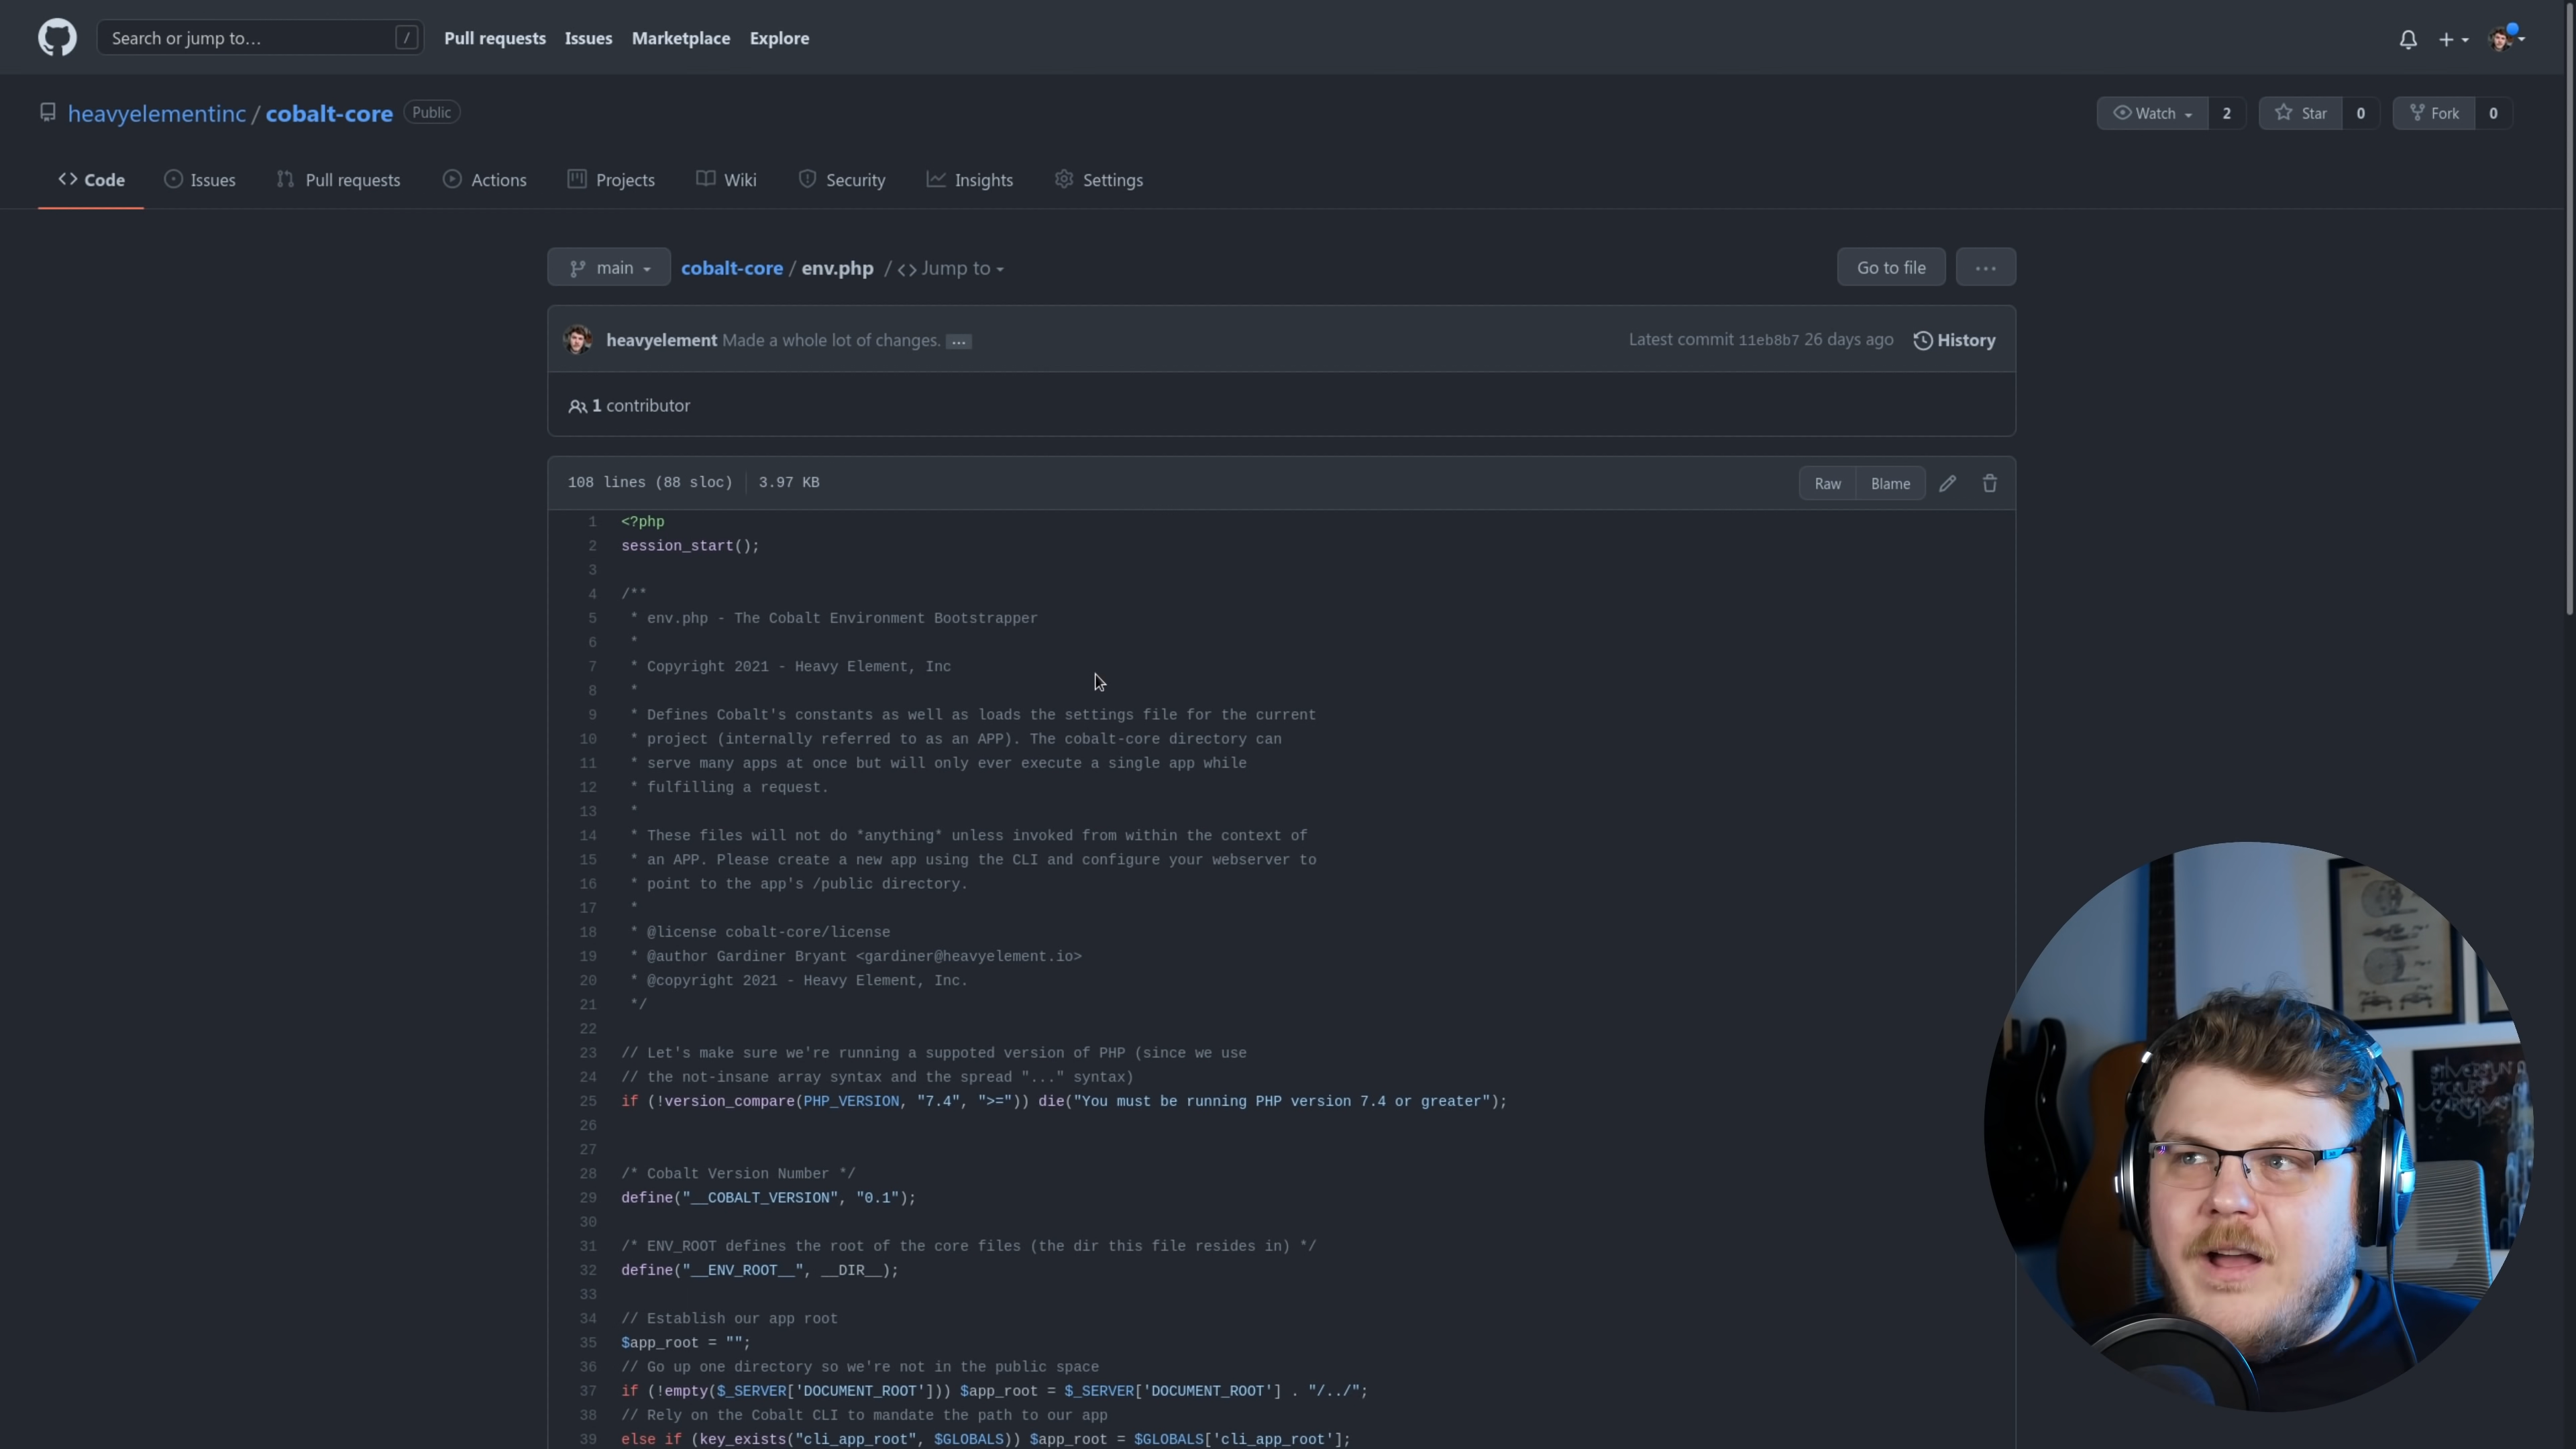 Search or jump to… /
Pull requests
Issues
Marketplace
Explore
heavyelementinc / cobalt-core Public
Watch 2
Star 0
Fork 0
Code
Issues
Pull requests
Actions
Projects
Wiki
Security
Insights
Settings
main
cobalt-core / env.php / <> Jump to
Go to file
...
heavyelement Made a whole lot of changes. ...
Latest commit 11eb8b7 26 days ago
History
1 contributor
108 lines (88 sloc) 3.97 KB
Raw
Blame
1 <?php
2 session_start();
3
4 /**
5 * env.php - The Cobalt Environment Bootstrapper
6 *
7 * Copyright 2021 - Heavy Element, Inc
8 *
9 * Defines Cobalt's constants as well as loads the settings file for the current
10 * project (internally referred to as an APP). The cobalt-core directory can
11 * serve many apps at once but will only ever execute a single app while
12 * fulfilling a request.
13 *
14 * These files will not do *anything* unless invoked from within the context of
15 * an APP. Please create a new app using the CLI and configure your webserver to
16 * point to the app's /public directory.
17 *
18 * @license cobalt-core/license
19 * @author Gardiner Bryant <gardiner@heavyelement.io>
20 * @copyright 2021 - Heavy Element, Inc.
21 */
22
23 // Let's make sure we're running a suppoted version of PHP (since we use
24 // the not-insane array syntax and the spread "..." syntax)
25 if (!version_compare(PHP_VERSION, "7.4", ">=")) die("You must be running PHP version 7.4 or greater");
26
27
28 /* Cobalt Version Number */
29 define("__COBALT_VERSION", "0.1");
30
31 /* ENV_ROOT defines the root of the core files (the dir this file resides in) */
32 define("__ENV_ROOT__", __DIR__);
33
34 // Establish our app root
35 $app_root = "";
36 // Go up one directory so we're not in the public space
37 if (!empty($_SERVER['DOCUMENT_ROOT'])) $app_root = $_SERVER['DOCUMENT_ROOT'] . "/../";
38 // Rely on the Cobalt CLI to mandate the path to our app
39 else if (key_exists("cli_app_root", $GLOBALS)) $app_root = $GLOBALS['cli_app_root'];
SILVERSUN
PICKUPS